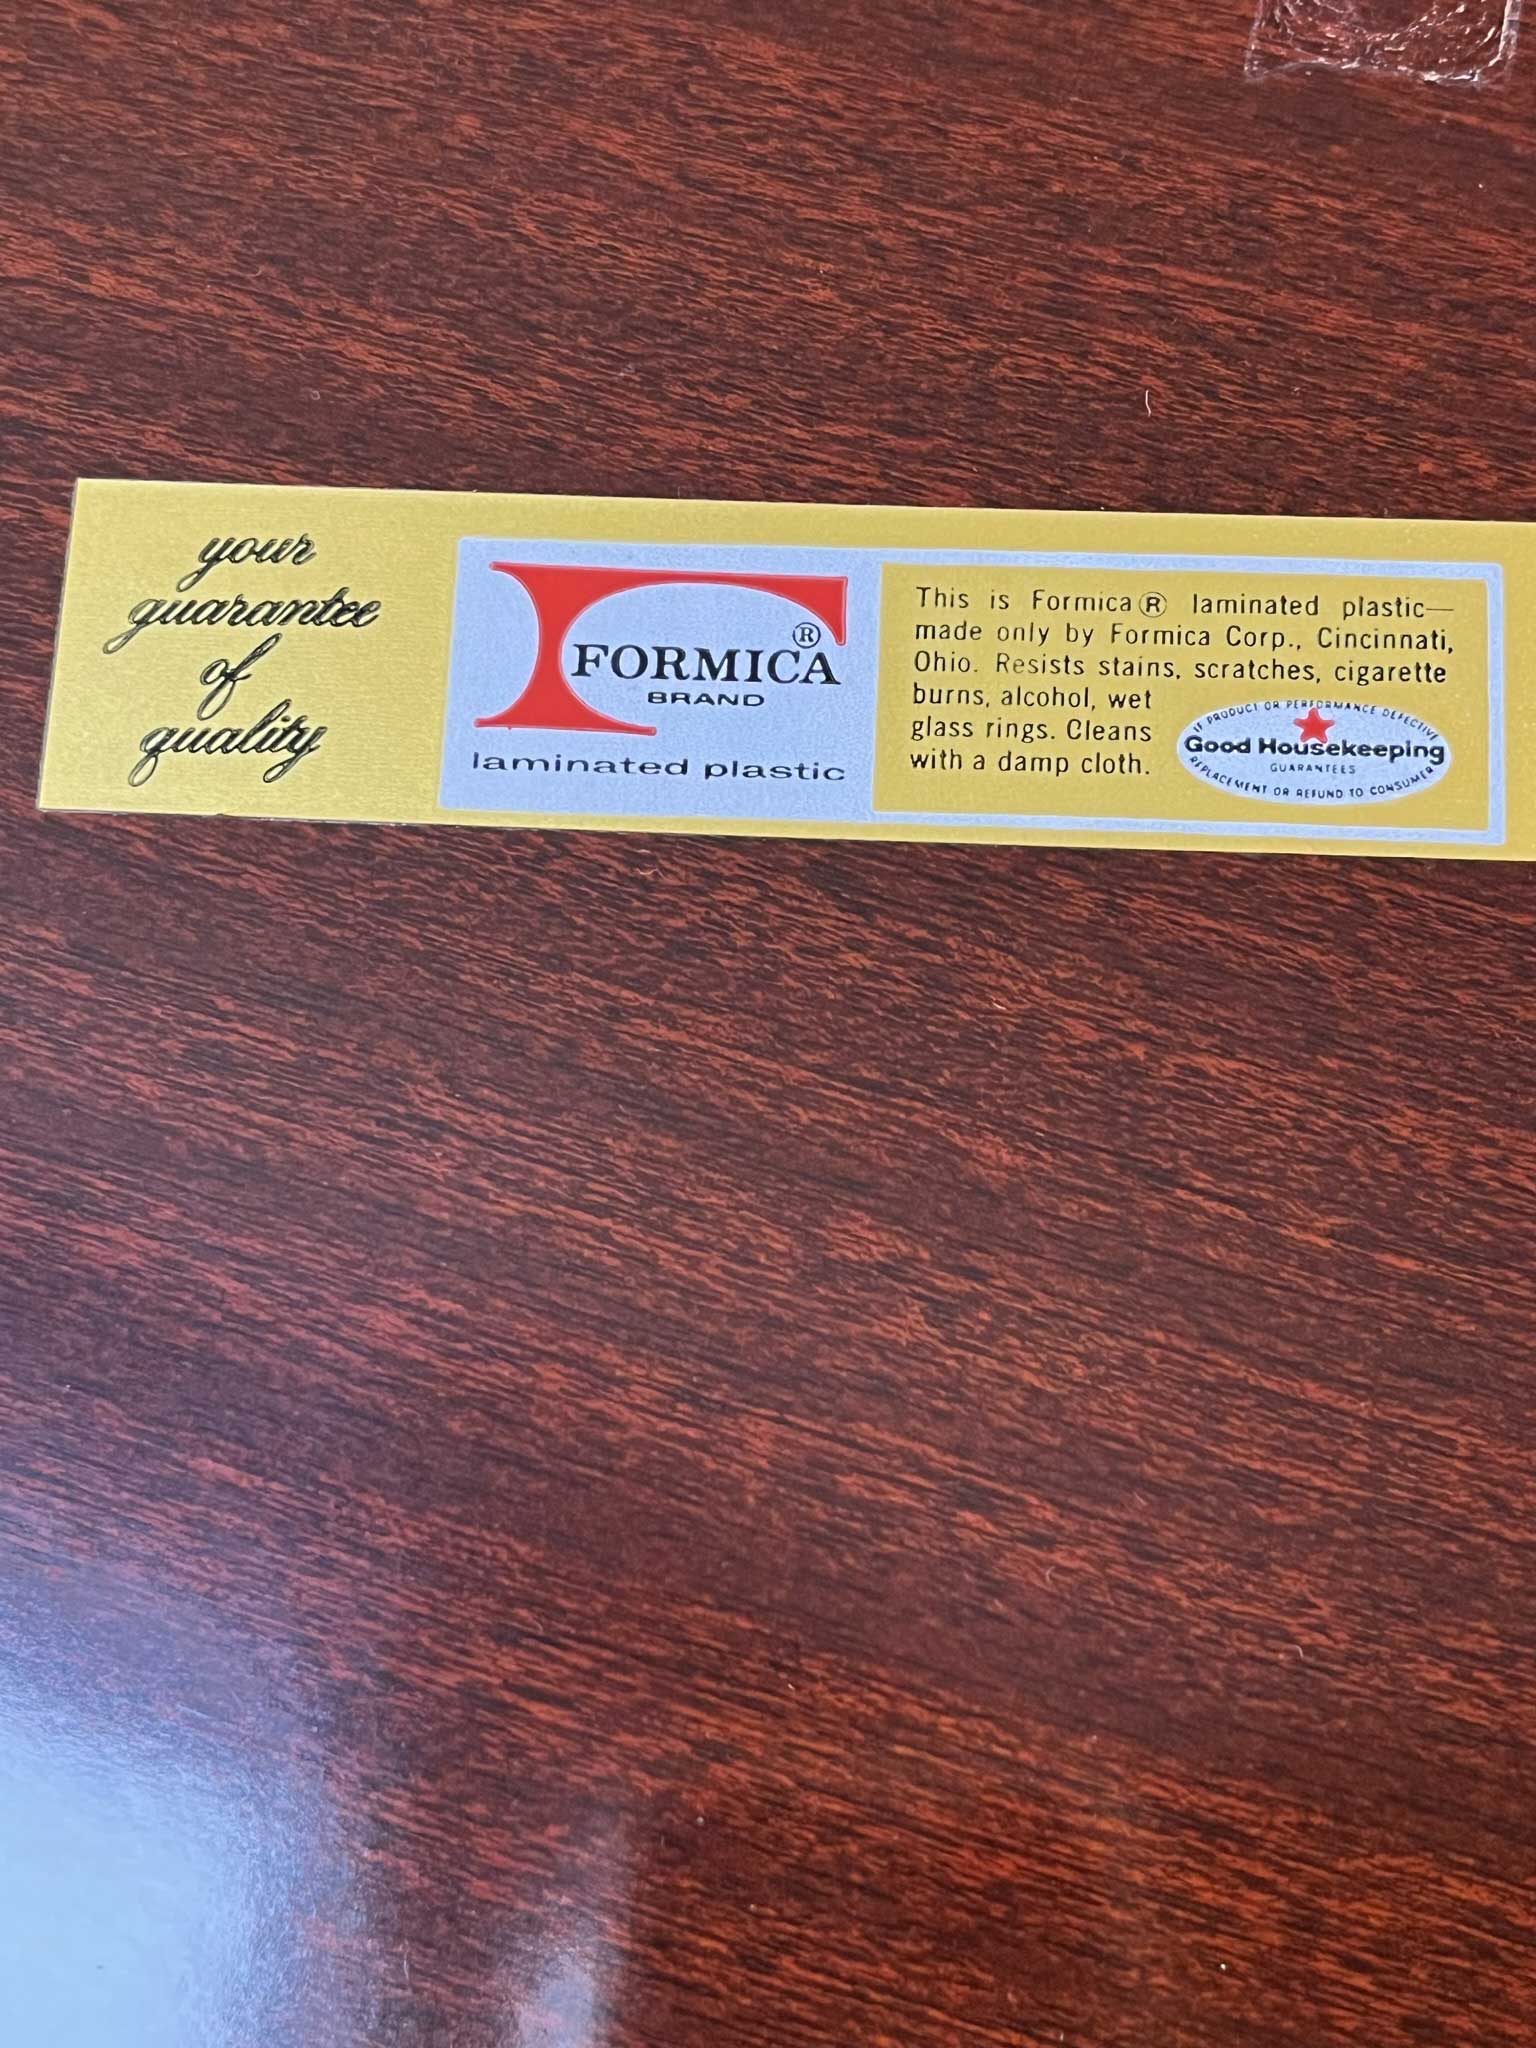 your
guarantee
of
quality
FORMICA®
BRAND
laminated plastic
This is Formica® laminated plastic—
made only by Formica Corp., Cincinnati,
Ohio. Resists stains, scratches, cigarette
burns, alcohol, wet
glass rings. Cleans
with a damp cloth.
IF PRODUCT OR PERFORMANCE DEFECTIVE
Good Housekeeping
GUARANTEES
REPLACEMENT OR REFUND TO CONSUMER